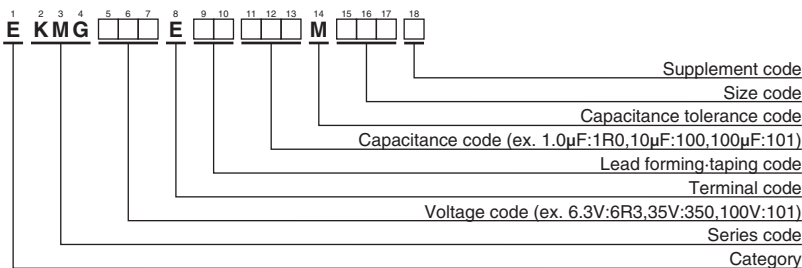 1 2 3 4 5 6 7 8 9 10 11 12 13 14 15 16 17 18
E KMG □□□ E □□ □□□ M □□□ □
Supplement code
Size code
Capacitance tolerance code
Capacitance code (ex. 1.0μF:1R0,10μF:100,100μF:101)
Lead forming·taping code
Terminal code
Voltage code (ex. 6.3V:6R3,35V:350,100V:101)
Series code
Category